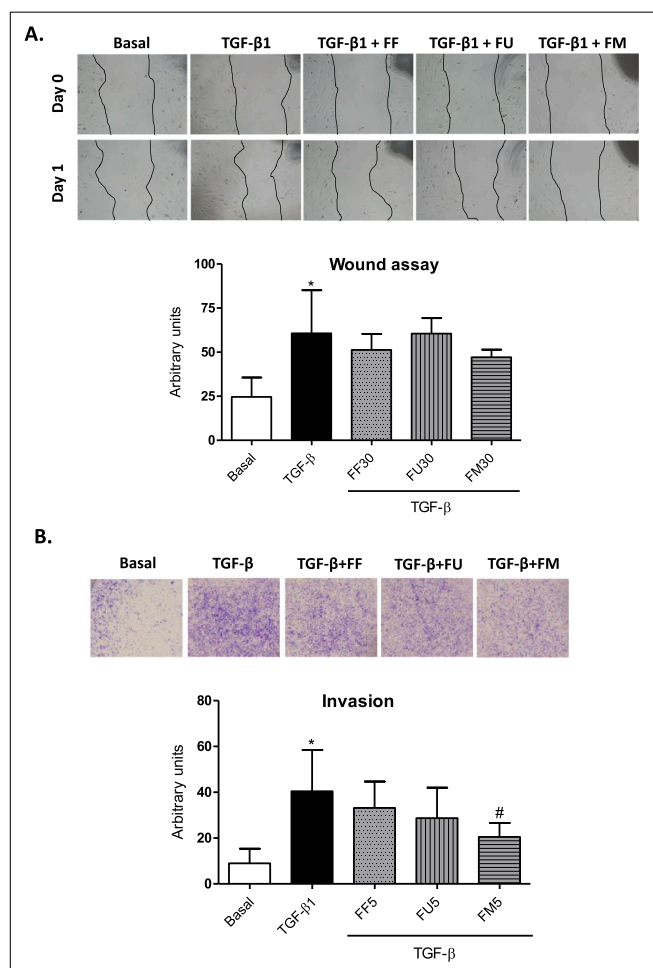 A.
Basal TGF-β1 TGF-β1 + FF TGF-β1 + FU TGF-β1 + FM
Day 0
Day 1
Wound assay
Arbitrary units
100
75
50
25
0
*
Basal TGF-β FF30 FU30 FM30
TGF-β
B.
Basal TGF-β TGF-β+FF TGF-β+FU TGF-β+FM
Invasion
Arbitrary units
80
60
40
20
0
* #
Basal TGF-β1 FF5 FU5 FM5
TGF-β